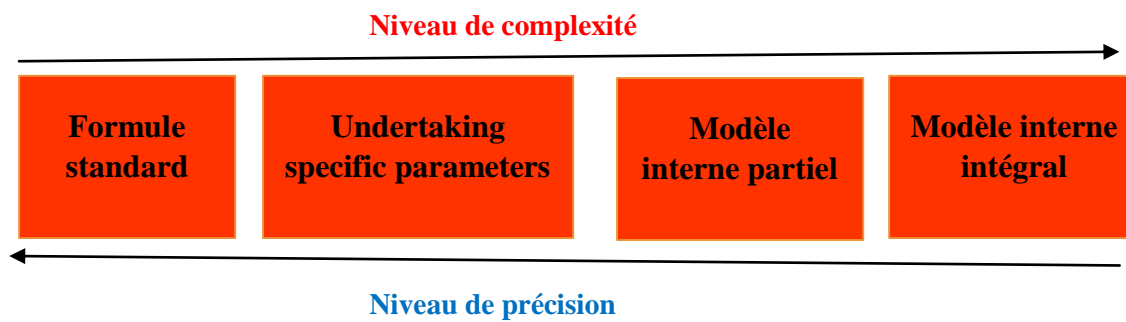 Niveau de complexité
Formule
standard
Undertaking
specific parameters
Modèle
interne partiel
Modèle interne
intégral
Niveau de précision